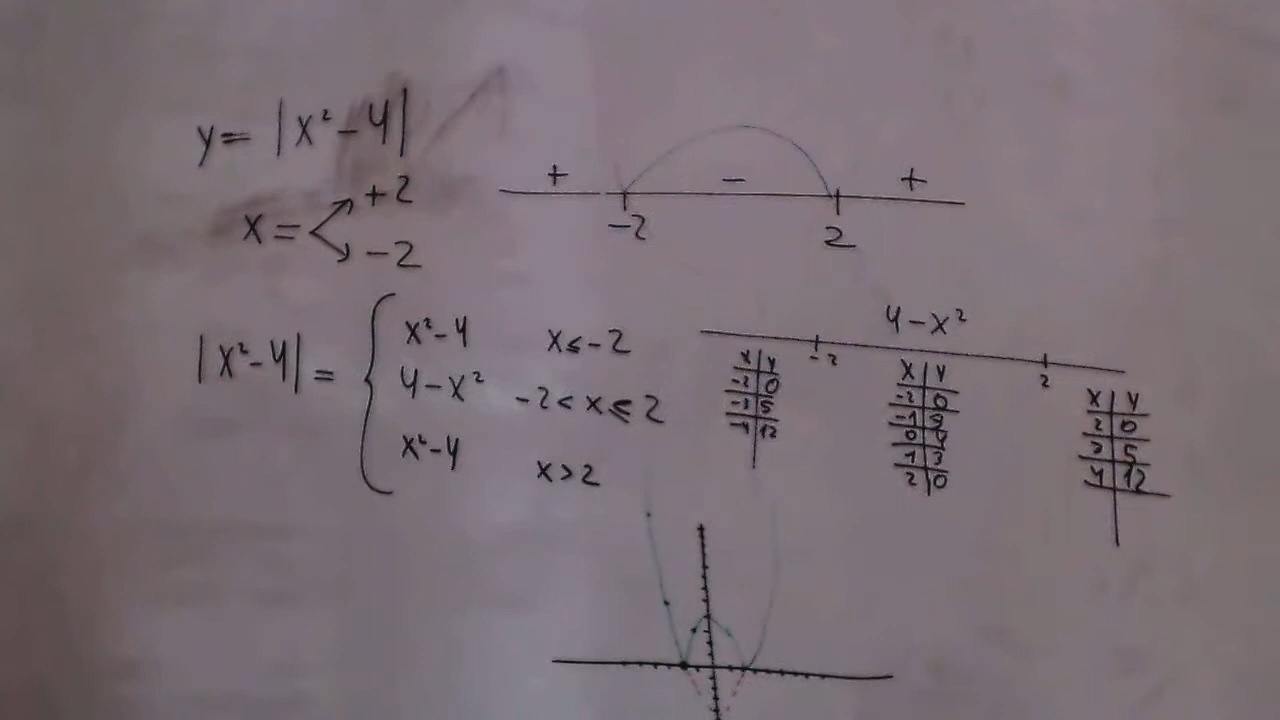 y= |x²-4|
x= +2
-2
+ - +
-2 2
|x²-4| = { x²-4 x≤-2
4-x² -2<x≤2
x²-4 x>2
4-x²
-2 2
x y
-2 0
-3 5
-4 12
x y
-2 0
-1 3
0 4
1 3
2 0
x y
2 0
3 5
4 12